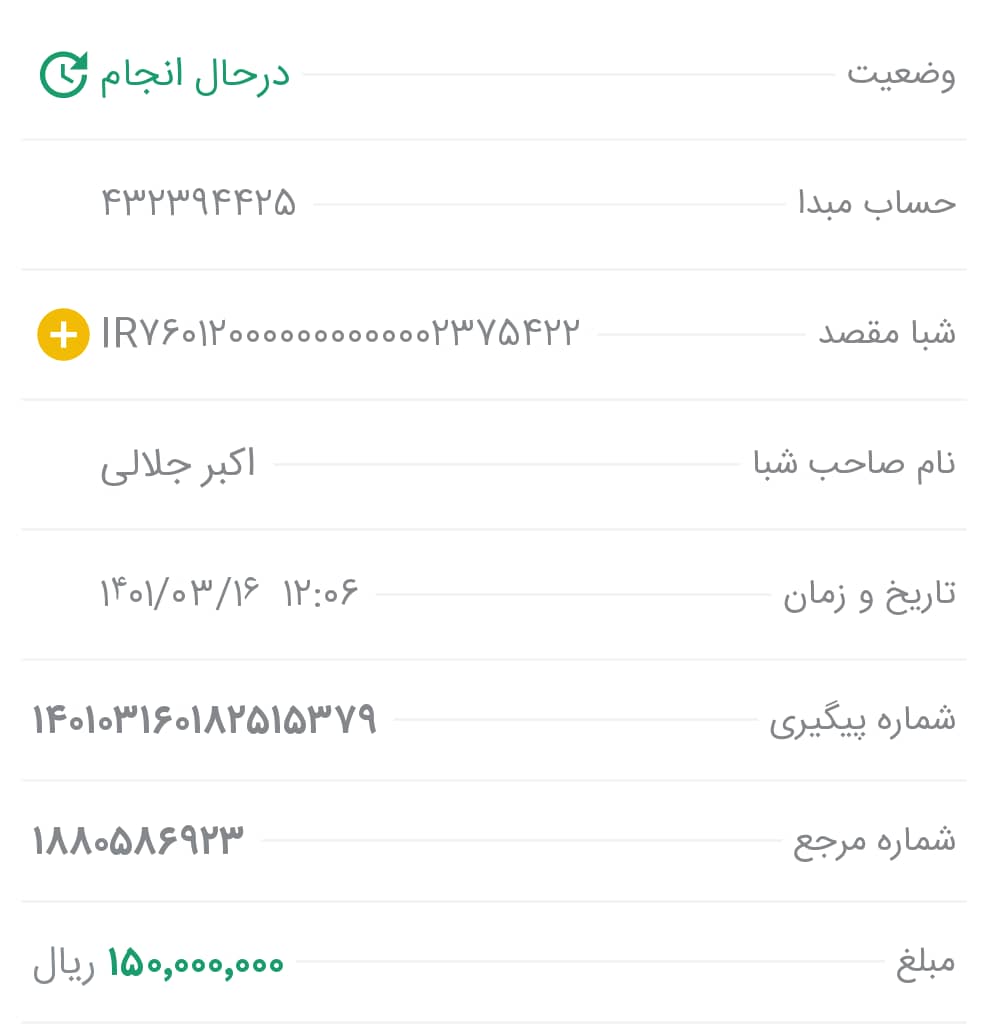 وضعیت درحال انجام
حساب مبدا ۴۳۲۳۹۴۴۲۵
شبا مقصد IR۷۶۰۱۲۰۰۰۰۰۰۰۰۰۰۰۰۰۲۳۷۵۴۲۲
نام صاحب شبا اکبر جلالی
تاریخ و زمان ۱۴۰۱/۰۳/۱۶ ۱۲:۰۶
شماره پیگیری ۱۴۰۱۰۳۱۶۰۱۸۲۵۱۵۳۷۹
شماره مرجع ۱۸۸۰۵۸۶۹۲۳
مبلغ ۱۵۰,۰۰۰,۰۰۰ ریال